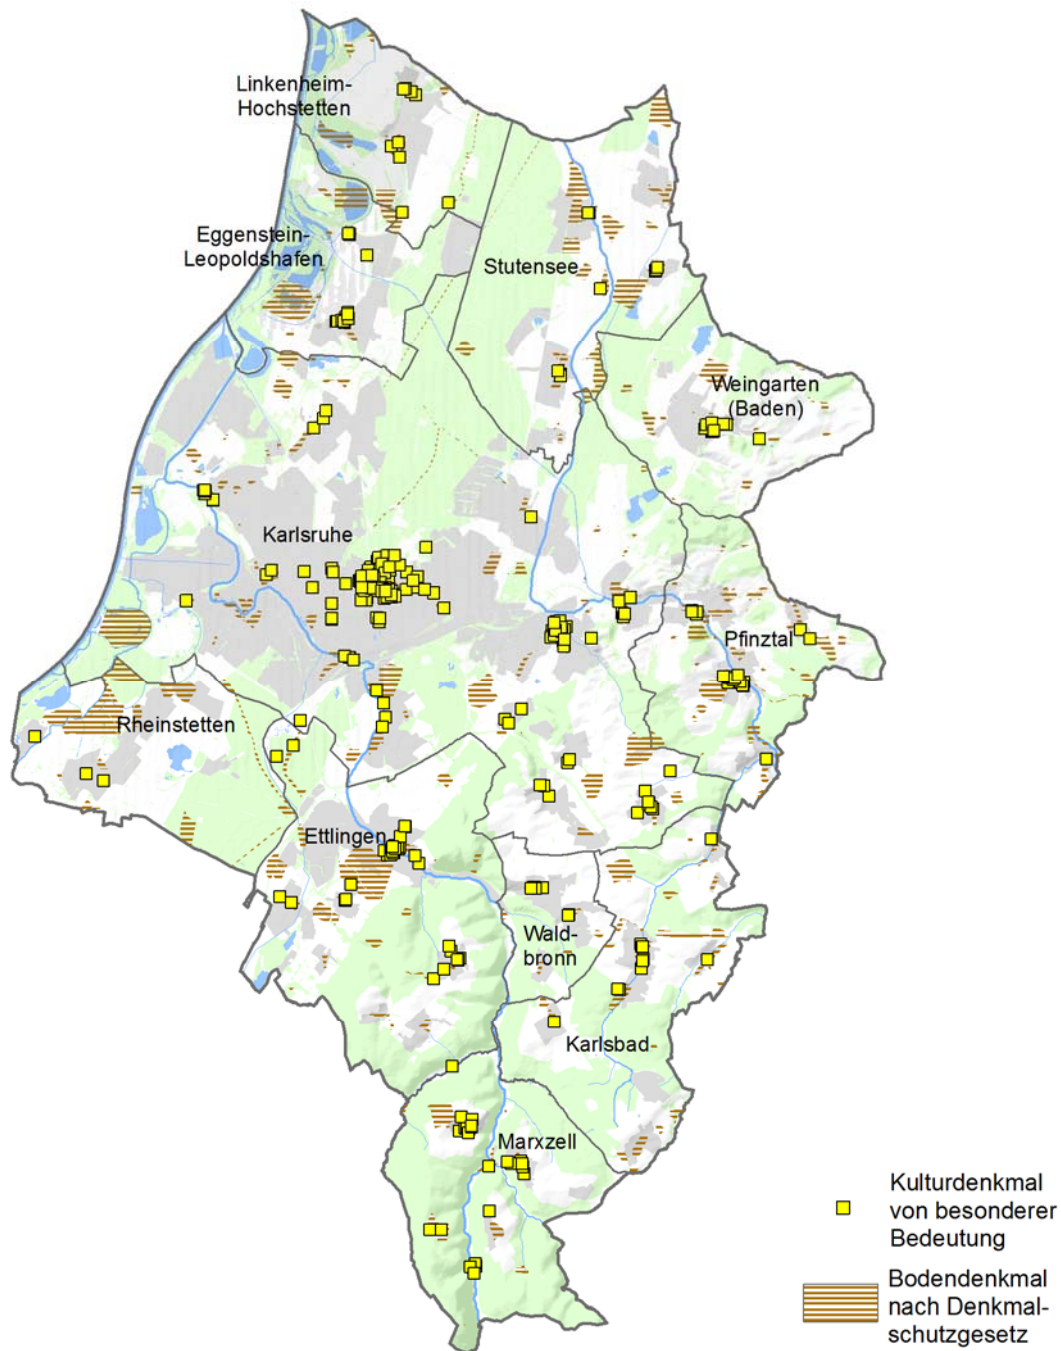 Linkenheim-
Hochstetten
Eggenstein-
Leopoldshafen
Stutensee
Weingarten
(Baden)
Karlsruhe
Pfinztal
Rheinstetten
Ettlingen
Wald-
bronn
Karlsbad
Marxzell
Kulturdenkmal
von besonderer
Bedeutung
Bodendenkmal
nach Denkmal-
schutzgesetz